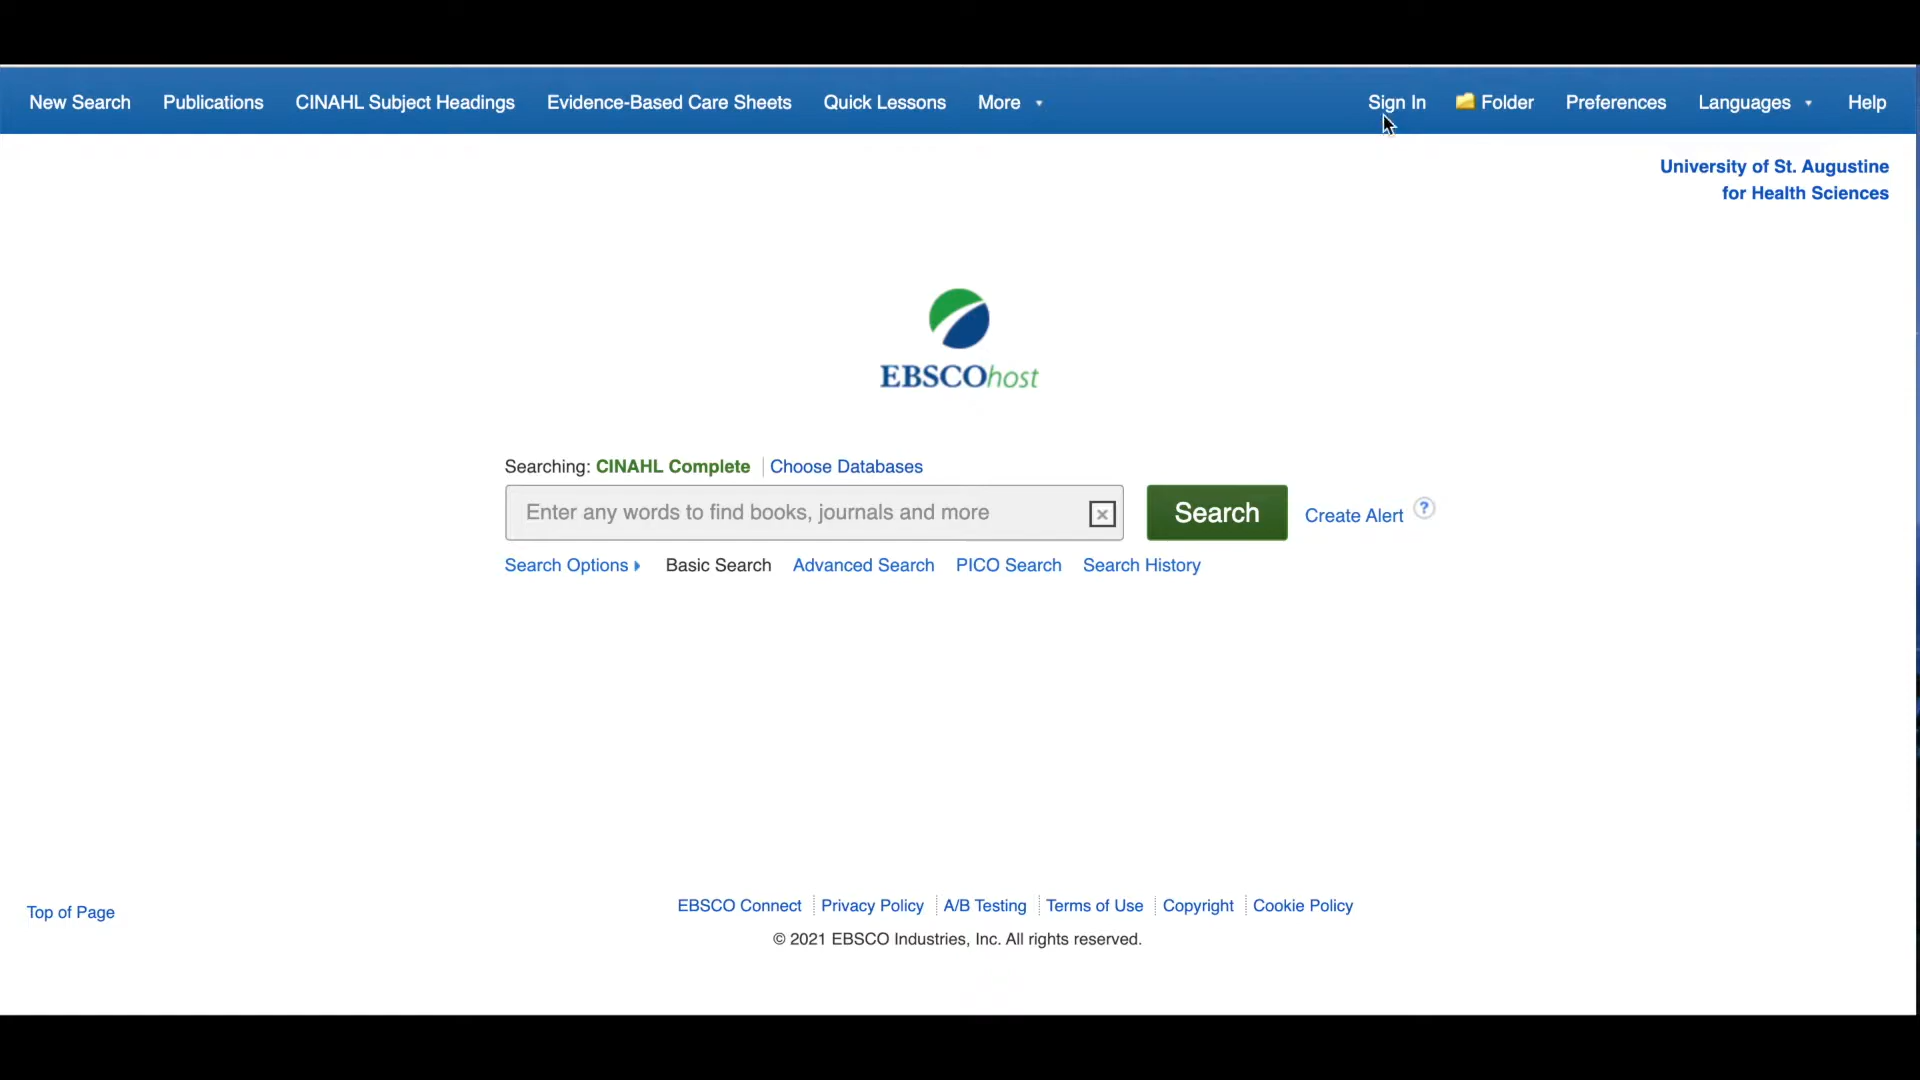 New Search Publications CINAHL Subject Headings Evidence-Based Care Sheets Quick Lessons More Sign In Folder Preferences Languages Help
University of St. Augustine
for Health Sciences
EBSCOhost
Searching: CINAHL Complete Choose Databases
Enter any words to find books, journals and more Search Create Alert ?
Search Options Basic Search Advanced Search PICO Search Search History
Top of Page
EBSCO Connect Privacy Policy A/B Testing Terms of Use Copyright Cookie Policy
© 2021 EBSCO Industries, Inc. All rights reserved.